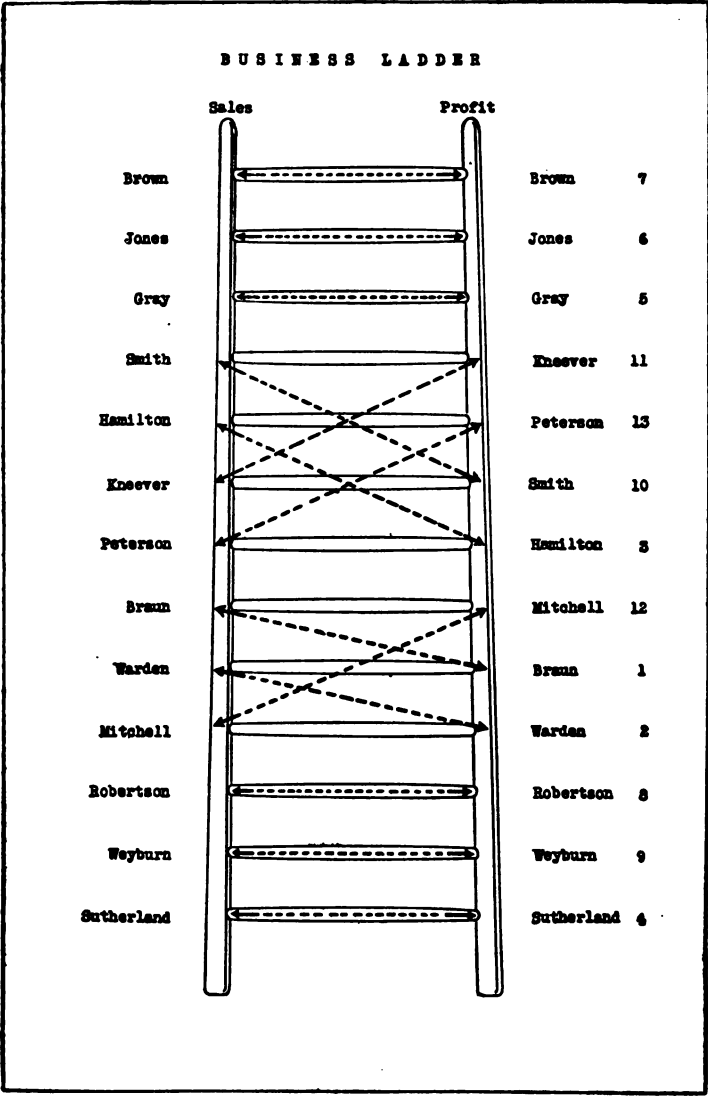 BUSINESS LADDER
Sales Profit
Brown Brown 7
Jones Jones 6
Gray Gray 5
Smith Kneever 11
Hamilton Peterson 13
Kneever Smith 10
Peterson Hamilton 3
Braun Mitchell 12
Warden Braun 1
Mitchell Warden 2
Robertson Robertson 8
Weyburn Weyburn 9
Sutherland Sutherland 4